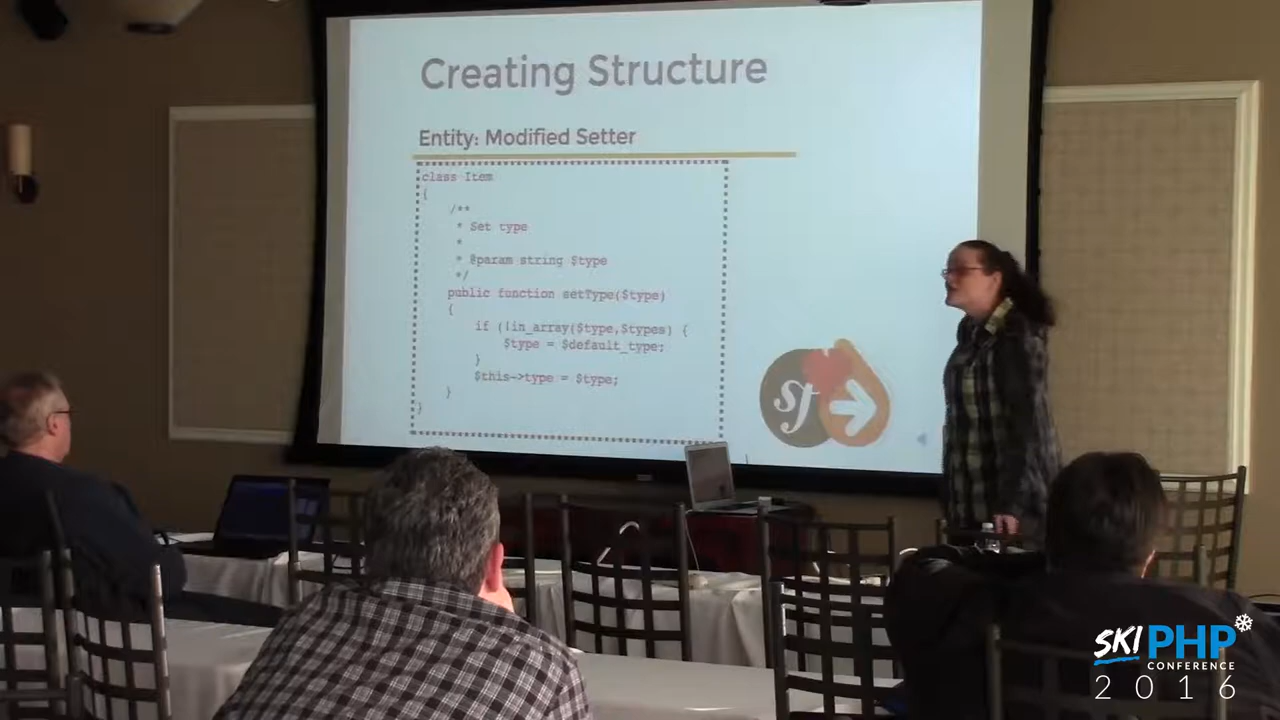 Creating Structure
Entity: Modified Setter
class Item
{
/**
* Set type
*
* @param string $type
*/
public function setType($type)
{
if (!in_array($type,$types) {
$type = $default_type;
}
$this->type = $type;
}
}
sf
SKI PHP
CONFERENCE
2016